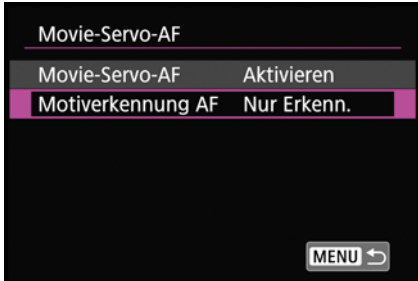 Movie-Servo-AF
Movie-Servo-AF Aktivieren
Motiverkennung AF Nur Erkenn.
MENU